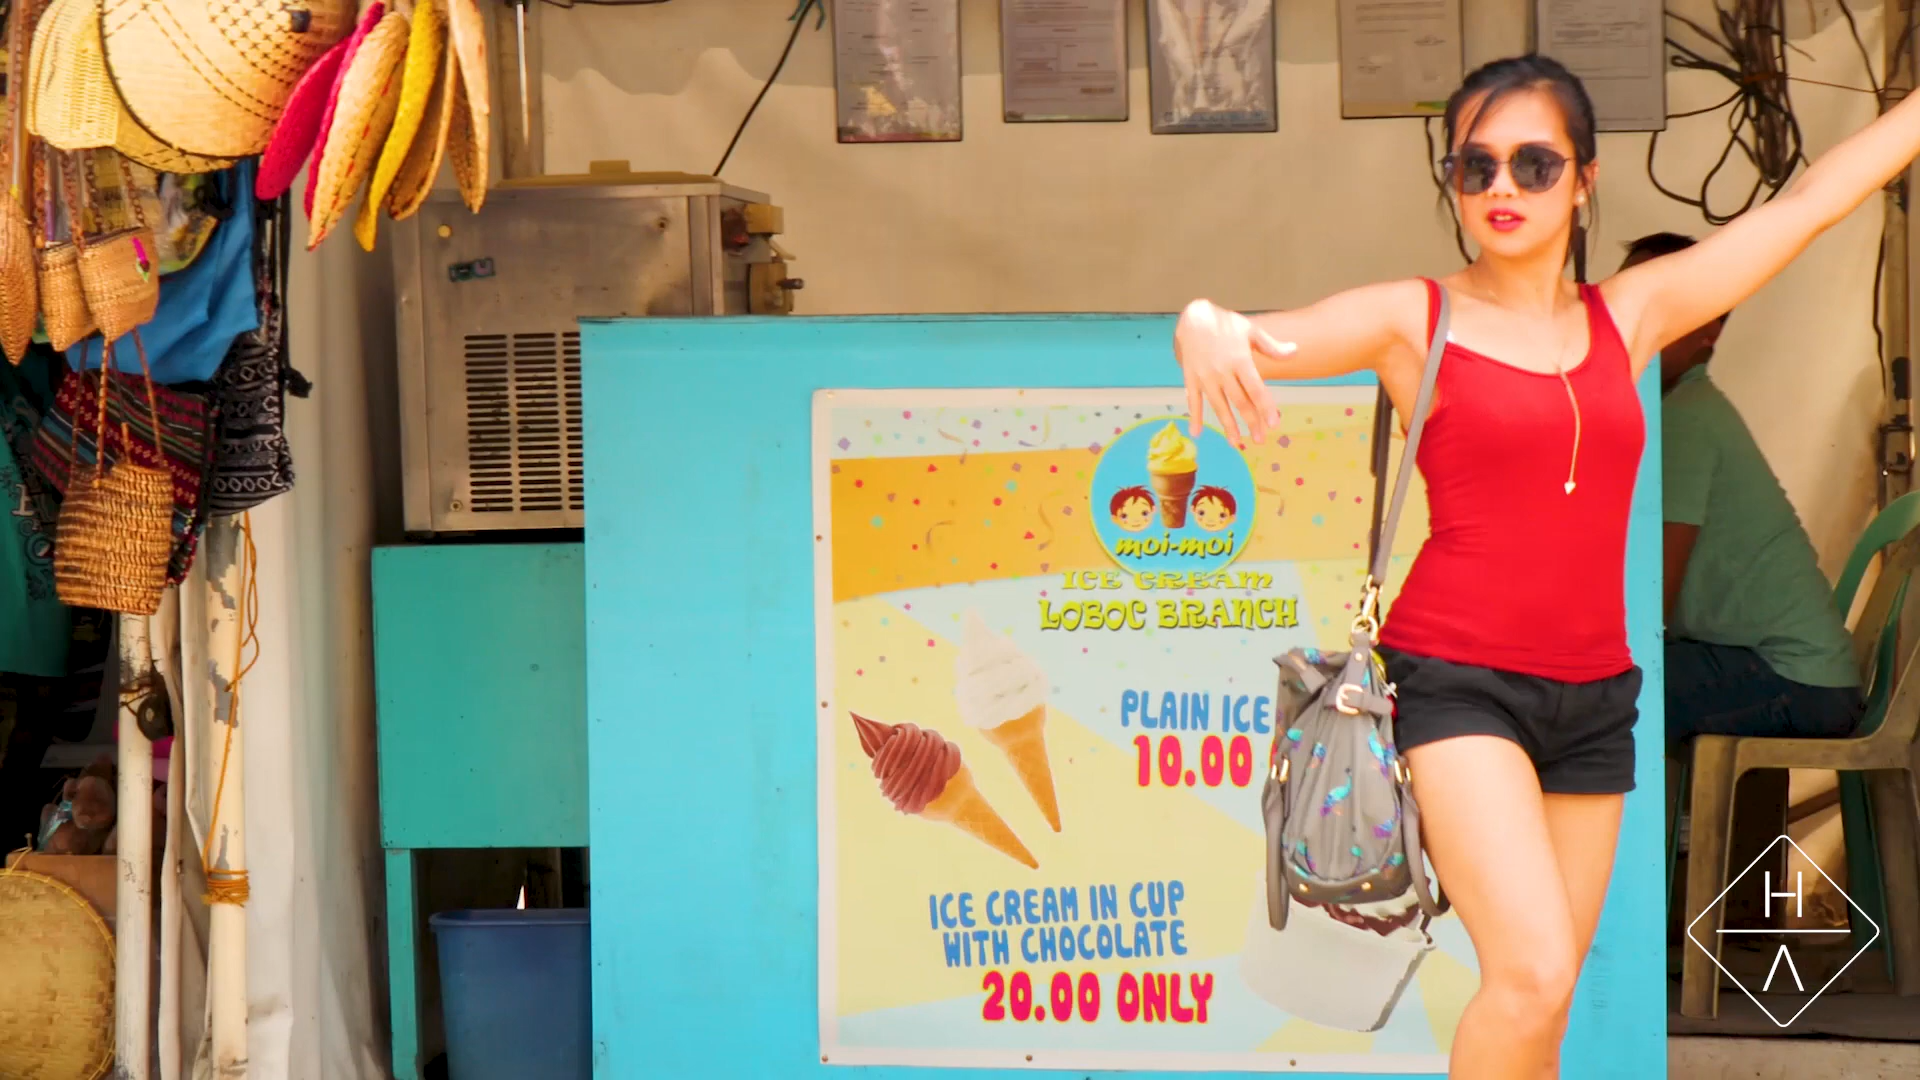 moi-moi
ICE CREAM
LOBOC BRANCH
PLAIN ICE
10.00
ICE CREAM IN CUP
WITH CHOCOLATE
20.00 ONLY
H
Λ